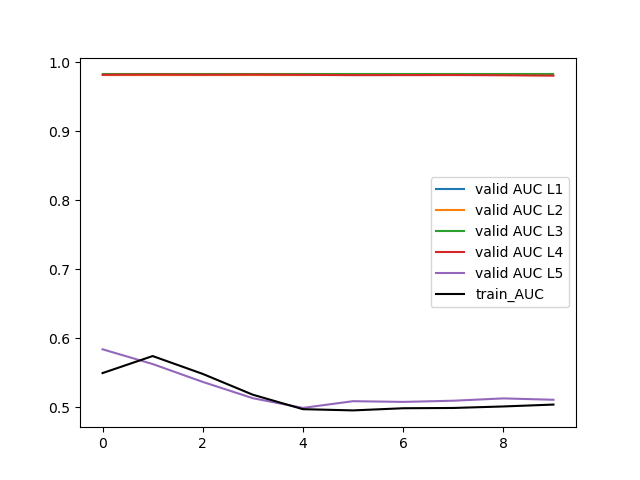 1.0
0.9
0.8
0.7
0.6
0.5
0
2
4
6
8
valid AUC L1
valid AUC L2
valid AUC L3
valid AUC L4
valid AUC L5
train_AUC